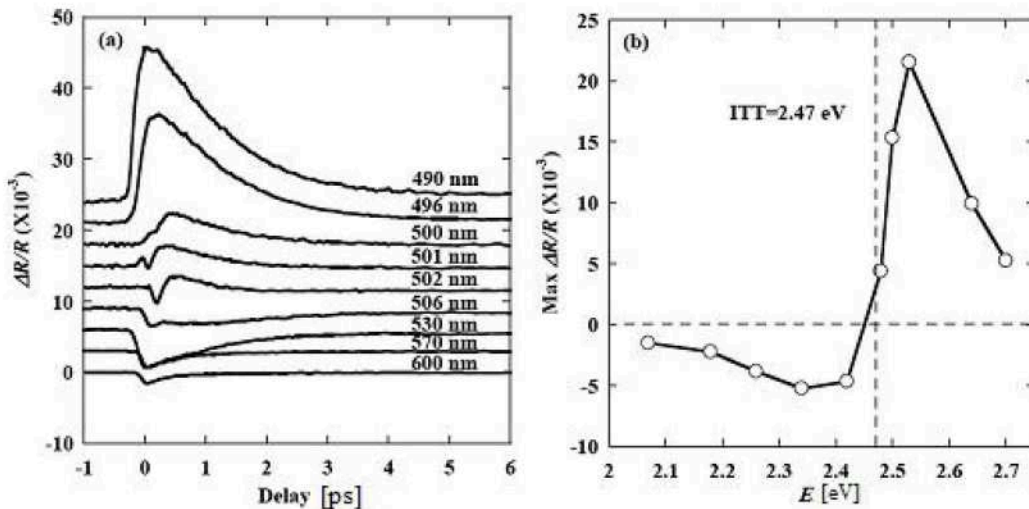 (a)
50
40
30
20
10
0
-10
ΔR/R (X10⁻³)
490 nm
496 nm
500 nm
501 nm
502 nm
506 nm
530 nm
570 nm
600 nm
-1 0 1 2 3 4 5 6
Delay [ps]
(b)
25
20
15
10
5
0
-5
-10
Max ΔR/R (X10⁻³)
ITT=2.47 eV
2 2.1 2.2 2.3 2.4 2.5 2.6 2.7
E [eV]